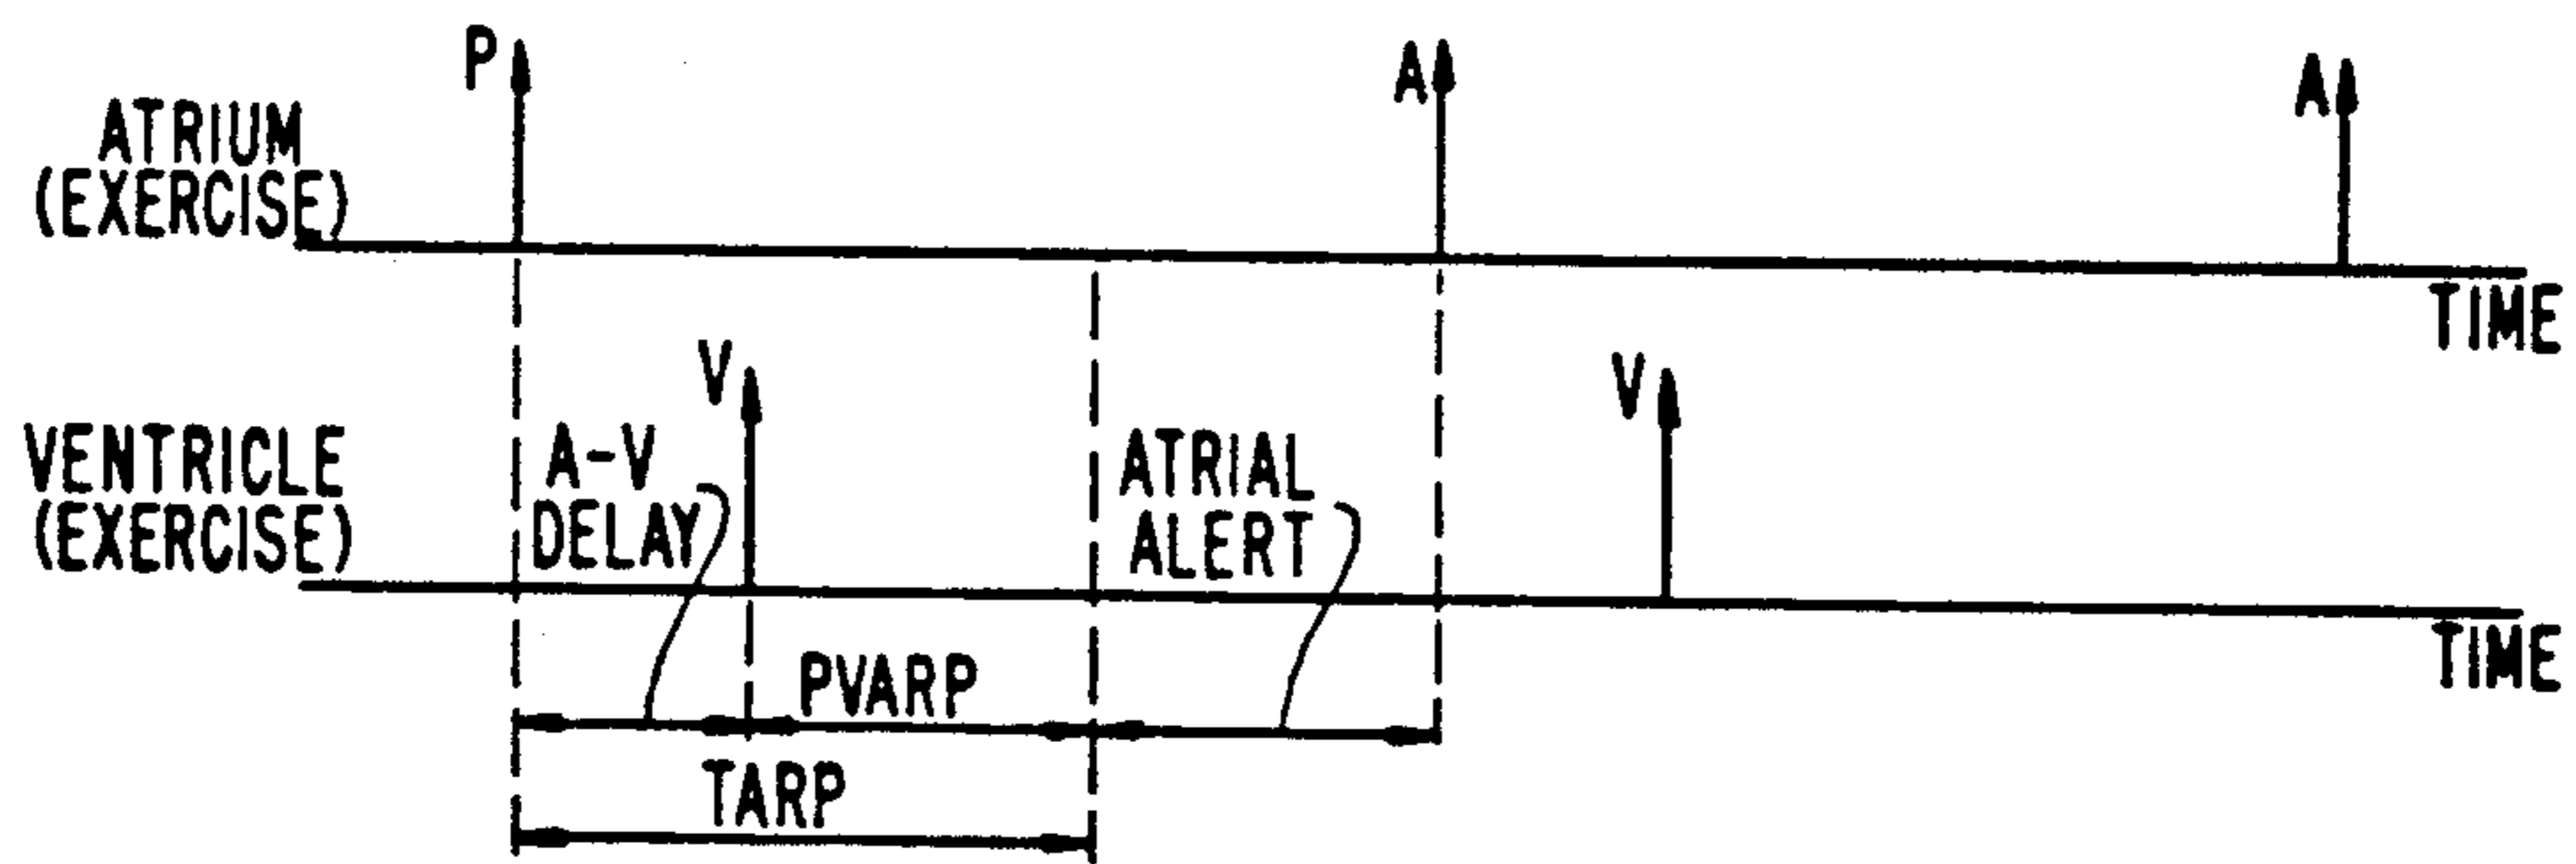 P
A
A
ATRIUM
(EXERCISE)
TIME
V
V
VENTRICLE
(EXERCISE)
A-V
DELAY
ATRIAL
ALERT
TIME
PVARP
TARP